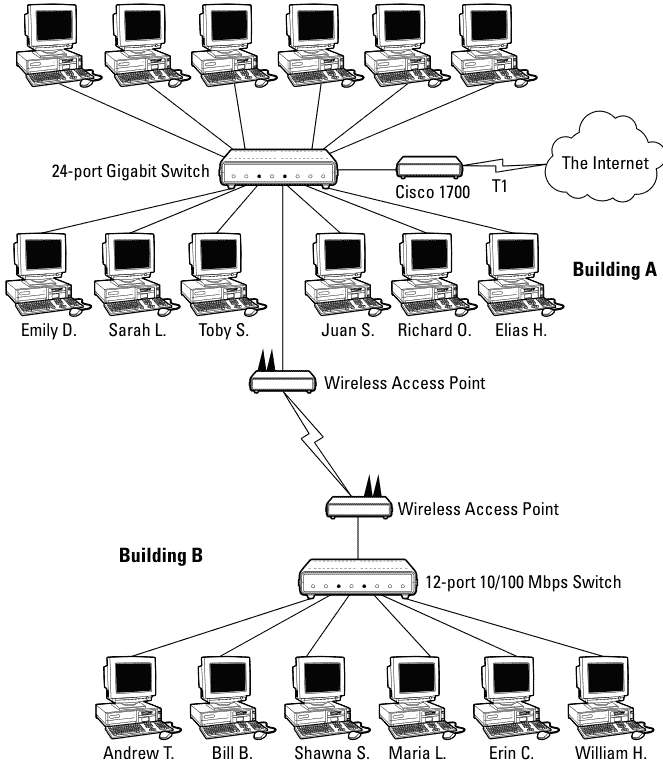 24-port Gigabit Switch
Cisco 1700
T1
The Internet
Building A
Emily D.
Sarah L.
Toby S.
Juan S.
Richard O.
Elias H.
Wireless Access Point
Wireless Access Point
Building B
12-port 10/100 Mbps Switch
Andrew T.
Bill B.
Shawna S.
Maria L.
Erin C.
William H.